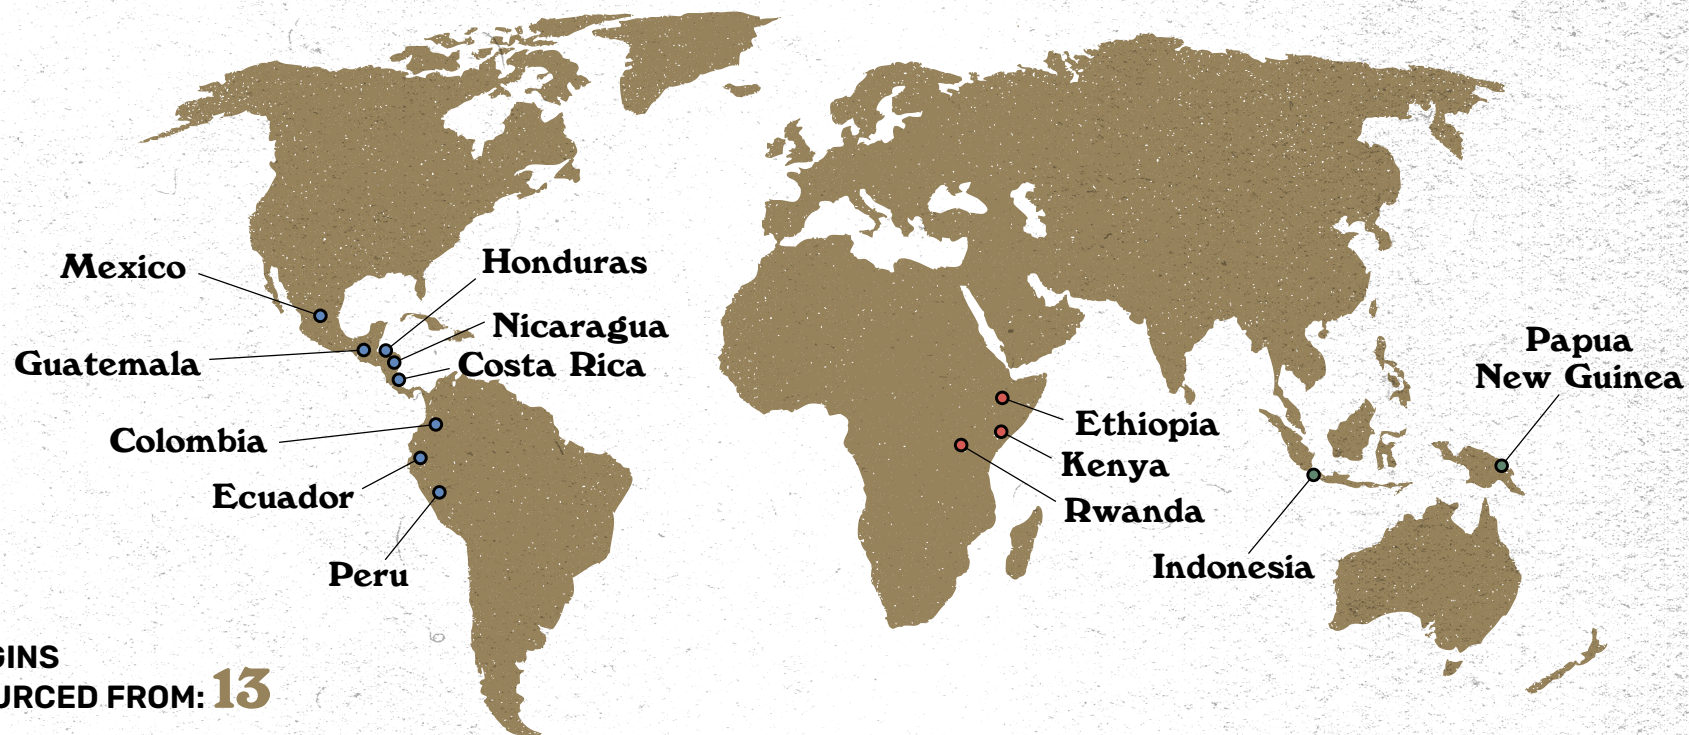 Mexico
Honduras
Nicaragua
Guatemala
Costa Rica
Colombia
Ecuador
Peru
Ethiopia
Kenya
Rwanda
Indonesia
Papua
New Guinea
GINS
URCED FROM: 13